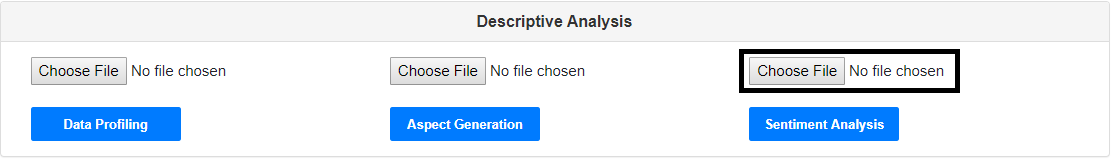 Descriptive Analysis
Choose File No file chosen Choose File No file chosen Choose File No file chosen
Data Profiling Aspect Generation Sentiment Analysis